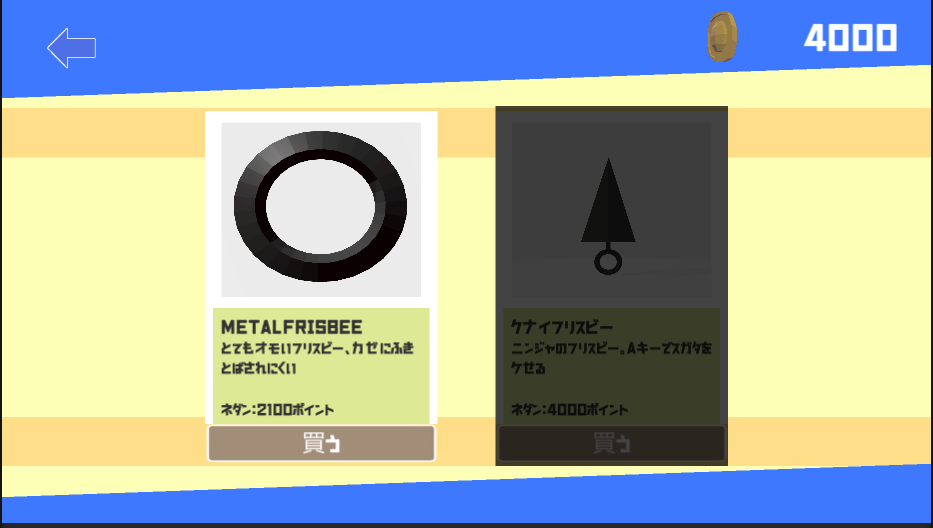 4000
METALFRISBEE
とてもオモいフリスビー、カゼにふき
とばされにくい
ネダン:2100ポイント
買う
ケナイフリスビー
ニンジャのフリスビー。Aキーでスガタを
ケせる
ネダン:4000ポイント
買う